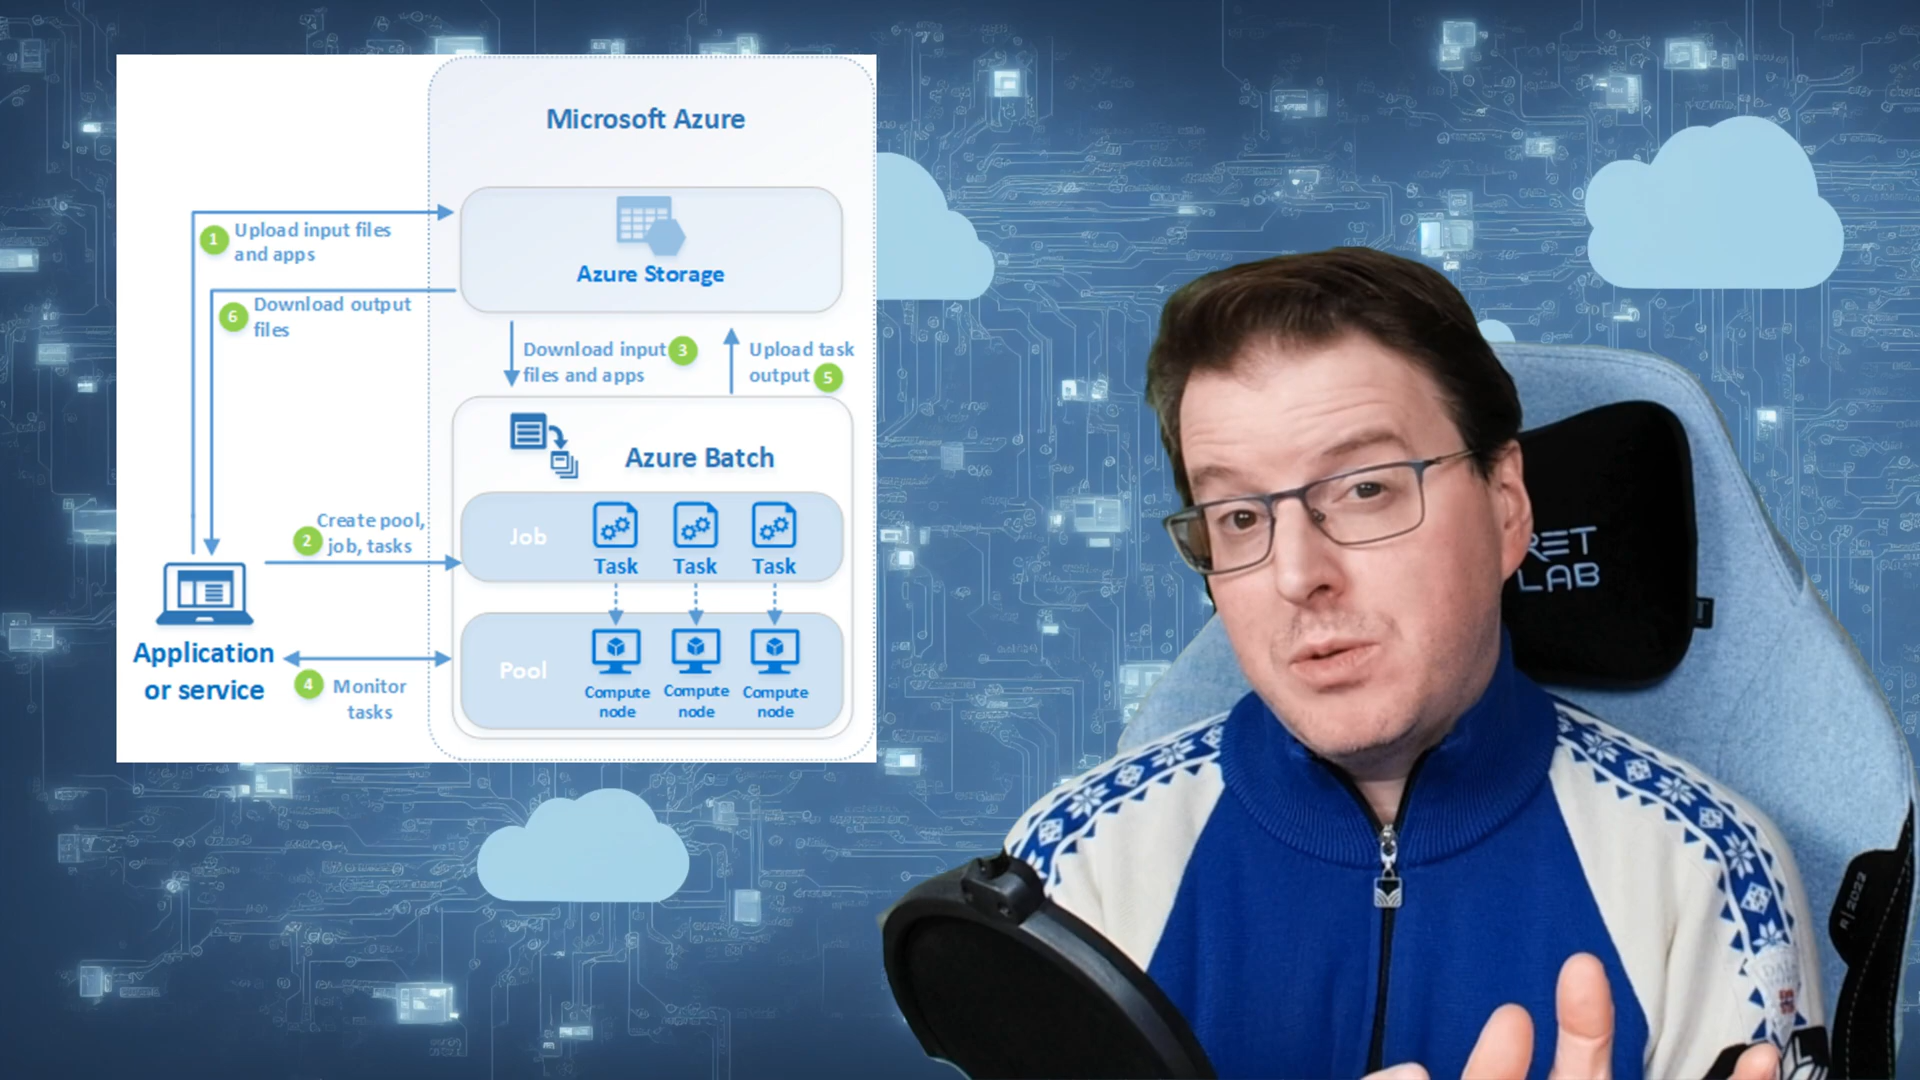 Microsoft Azure
Azure Storage
1
Upload input files
and apps
6
Download output
files
Download input 3
files and apps
Upload task
output 5
Azure Batch
Create pool,
2 job, tasks
Job
Task
Task
Task
Application
or service
4 Monitor
tasks
Pool
Compute
node
Compute
node
Compute
node
RET
LAB
R|2022